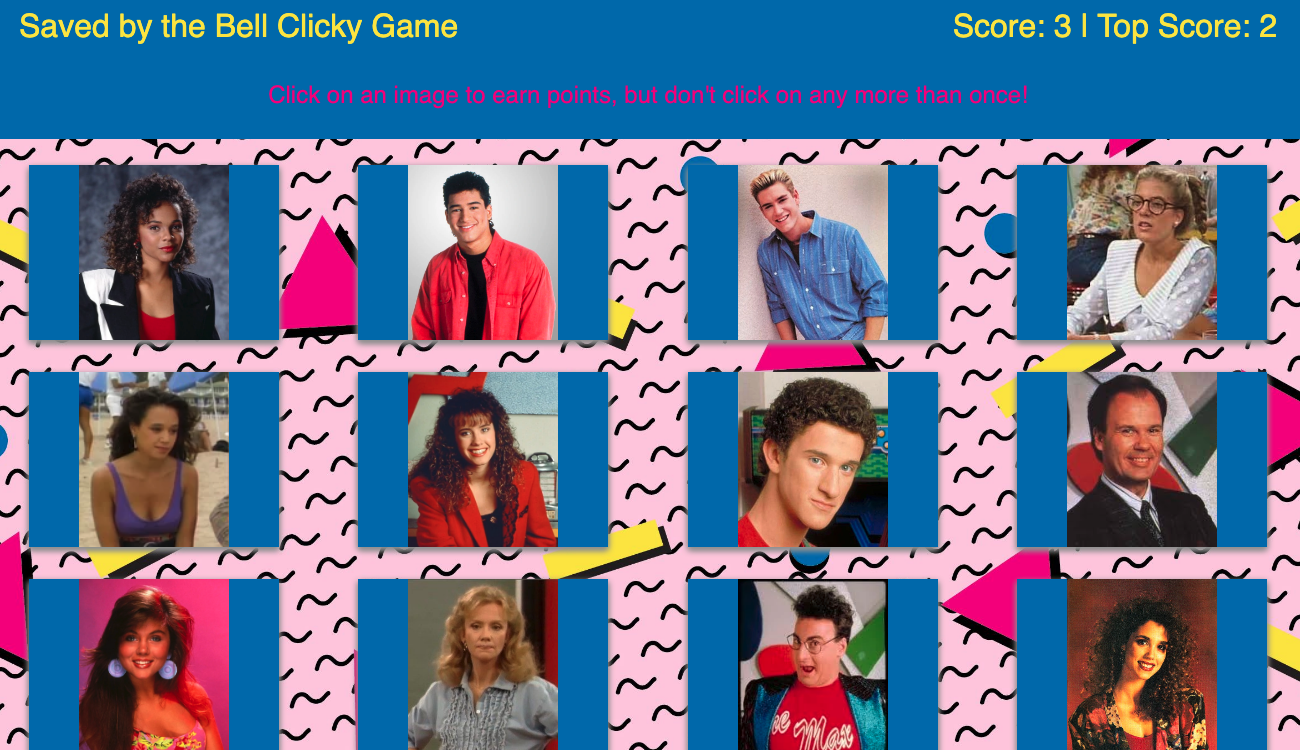 Saved by the Bell Clicky Game
Score: 3 | Top Score: 2
Click on an image to earn points, but don't click on any more than once!
The Max